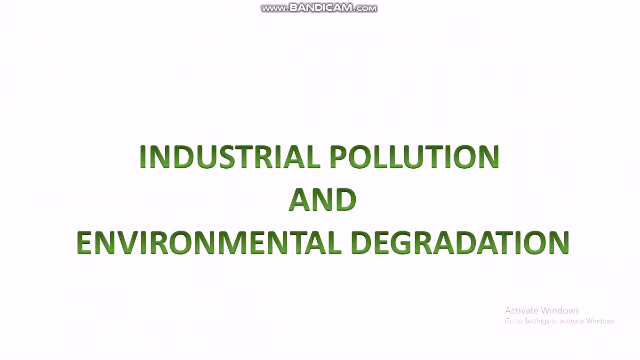 WWW.BANDICAM.COM
INDUSTRIAL POLLUTION
AND
ENVIRONMENTAL DEGRADATION
Activate Windows
Go to Settings to activate Windows.